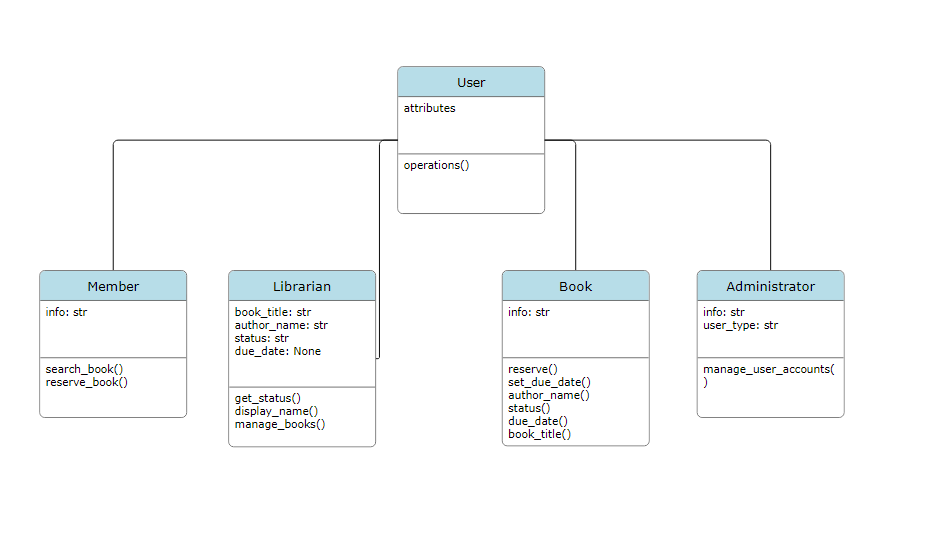 User
attributes
operations()
Member
info: str
search_book()
reserve_book()
Librarian
book_title: str
author_name: str
status: str
due_date: None
get_status()
display_name()
manage_books()
Book
info: str
reserve()
set_due_date()
author_name()
status()
due_date()
book_title()
Administrator
info: str
user_type: str
manage_user_accounts(
)